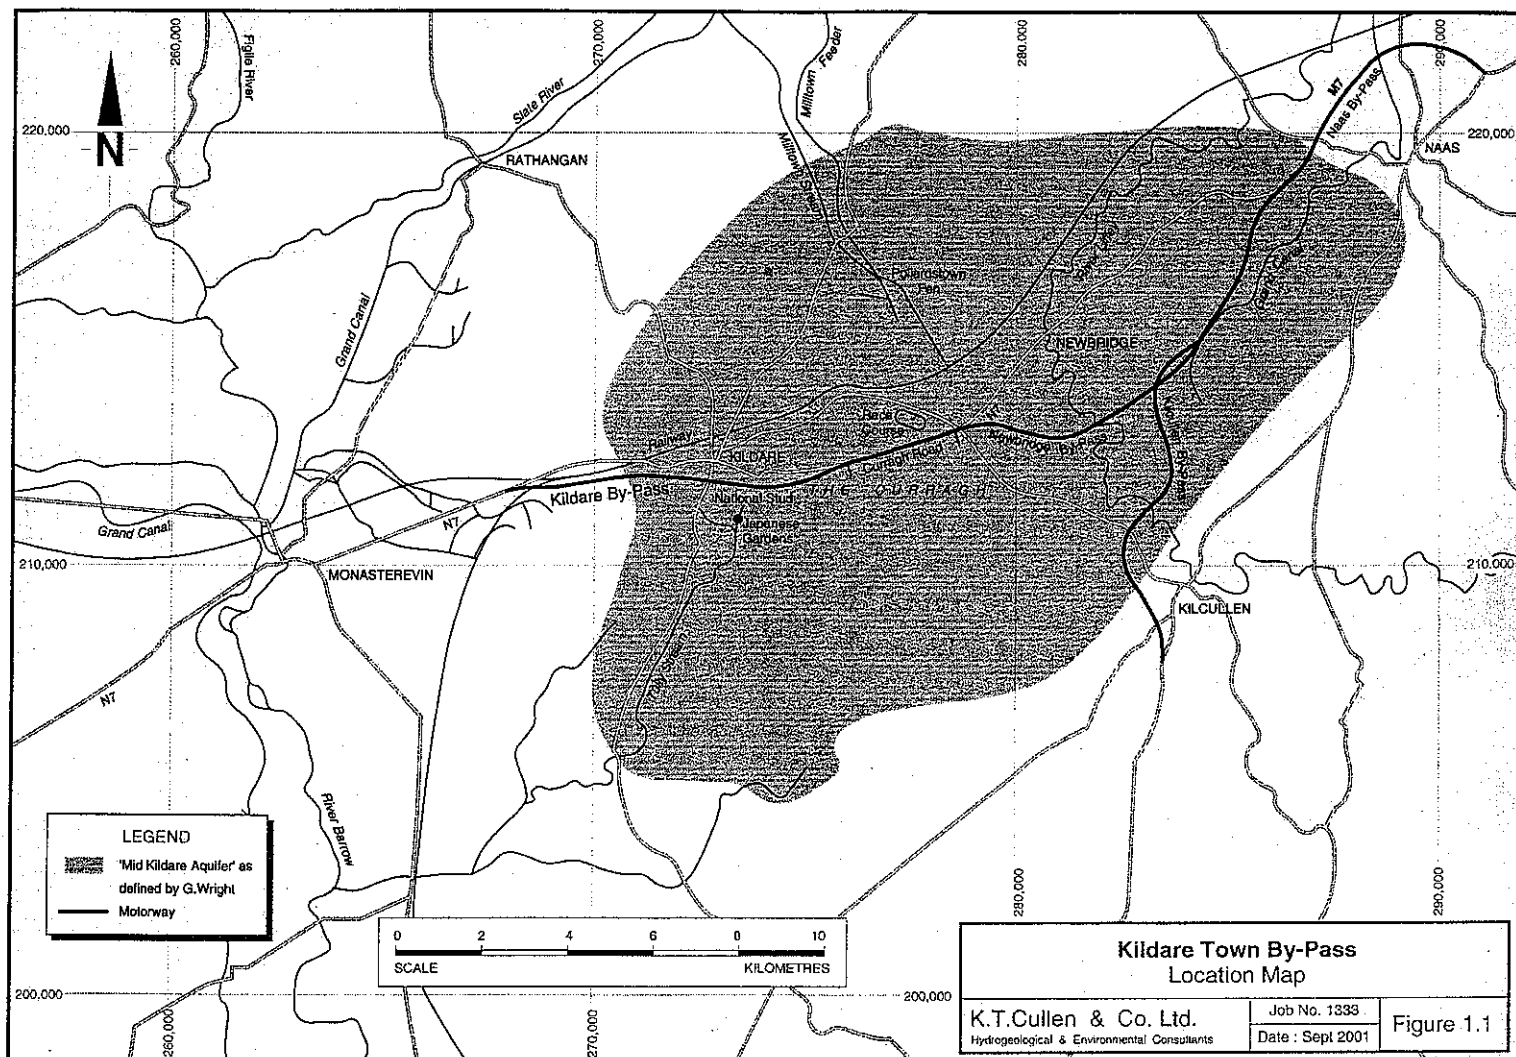 260,000
270,000
280,000
290,000
Figile River
Slate River
Milltown Feeder
M7
Naas By-Pass
220,000
220,000
N
RATHANGAN
NAAS
Pollardstown
Fen
Grand Canal
NEWBRIDGE
Race
Course
Railway
Newbridge By-Pass
KILDARE
Curragh Road
Kildare By-Pass
National Stud
THE CURRAGH
Japanese
Gardens
Grand Canal
N7
210,000
210,000
MONASTEREVIN
KILCULLEN
N7
River Barrow
LEGEND
'Mid Kildare Aquifer' as
defined by G.Wright
Motorway
0 2 4 6 8 10
SCALE KILOMETRES
200,000
200,000
260,000
270,000
280,000
290,000
Kildare Town By-Pass
Location Map
K.T.Cullen & Co. Ltd.
Hydrogeological & Environmental Consultants
Job No. 1333
Date : Sept 2001
Figure 1.1